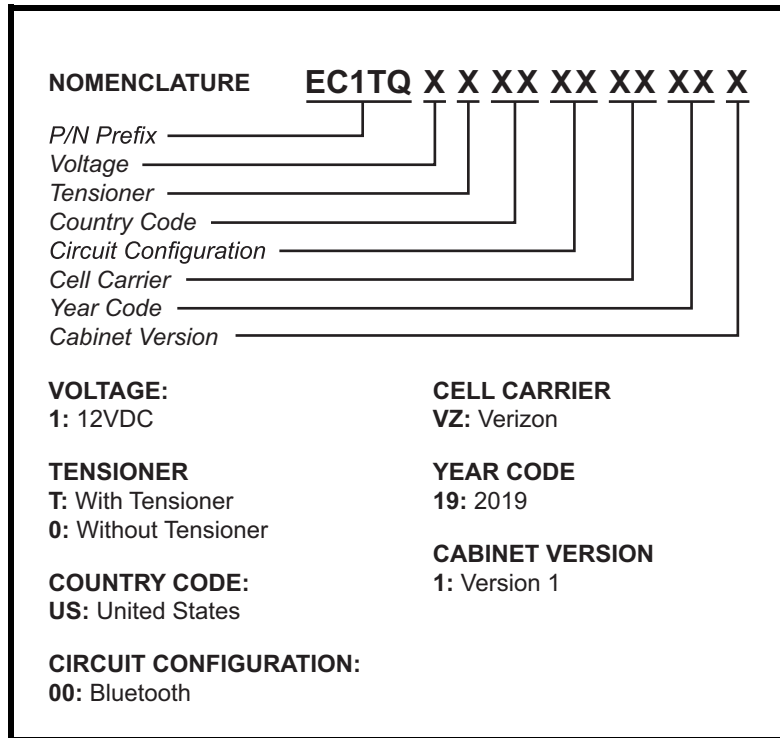 NOMENCLATURE EC1TQ X X XX XX XX XX X
P/N Prefix
Voltage
Tensioner
Country Code
Circuit Configuration
Cell Carrier
Year Code
Cabinet Version
VOLTAGE:
1: 12VDC
TENSIONER
T: With Tensioner
0: Without Tensioner
COUNTRY CODE:
US: United States
CIRCUIT CONFIGURATION:
00: Bluetooth
CELL CARRIER
VZ: Verizon
YEAR CODE
19: 2019
CABINET VERSION
1: Version 1